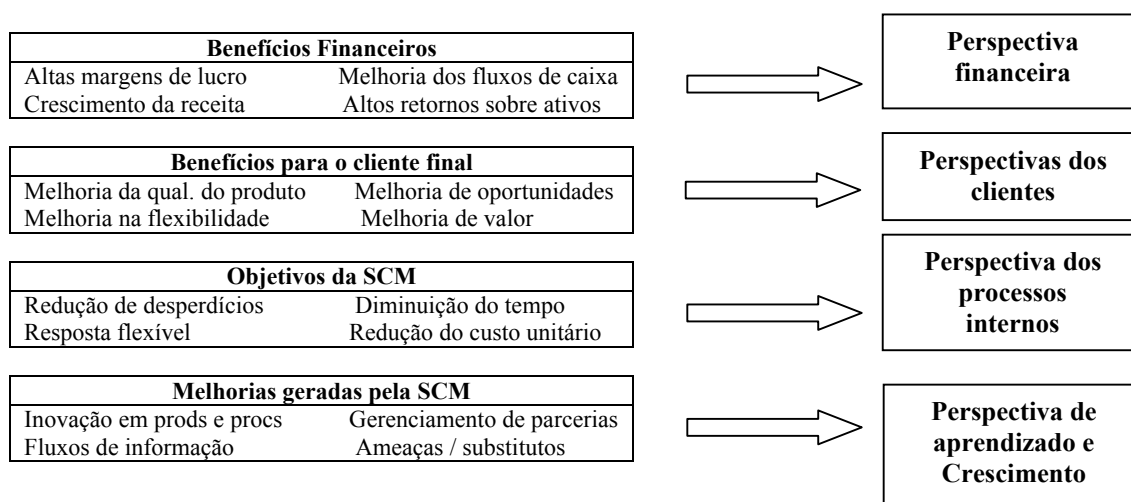 Benefícios Financeiros
Altas margens de lucro Melhoria dos fluxos de caixa
Crescimento da receita Altos retornos sobre ativos
Perspectiva
financeira
Benefícios para o cliente final
Melhoria da qual. do produto Melhoria de oportunidades
Melhoria na flexibilidade Melhoria de valor
Perspectivas dos
clientes
Objetivos da SCM
Redução de desperdícios Diminuição do tempo
Resposta flexível Redução do custo unitário
Perspectiva dos
processos
internos
Melhorias geradas pela SCM
Inovação em prods e procs Gerenciamento de parcerias
Fluxos de informação Ameaças / substitutos
Perspectiva de
aprendizado e
Crescimento